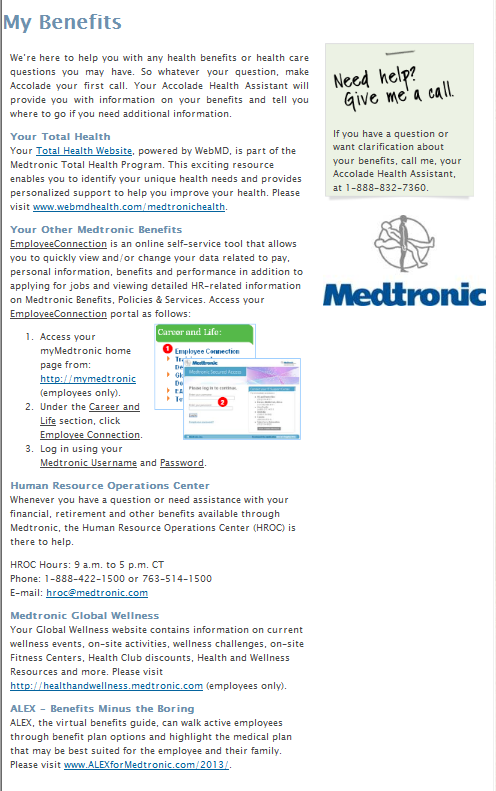 My Benefits
We're here to help you with any health benefits or health care
questions you may have. So whatever your question, make
Accolade your first call. Your Accolade Health Assistant will
provide you with information on your benefits and tell you
where to go if you need additional information.
Your Total Health
Your Total Health Website, powered by WebMD, is part of the
Medtronic Total Health Program. This exciting resource
enables you to identify your unique health needs and provides
personalized support to help you improve your health. Please
visit www.webmdhealth.com/medtronichealth.
Your Other Medtronic Benefits
EmployeeConnection is an online self-service tool that allows
you to quickly view and/or change your data related to pay,
personal information, benefits and performance in addition to
applying for jobs and viewing detailed HR-related information
on Medtronic Benefits, Policies & Services. Access your
EmployeeConnection portal as follows:
1. Access your
myMedtronic home
page from:
http://mymedtronic
(employees only).
2. Under the Career and
Life section, click
Employee Connection.
3. Log in using your
Medtronic Username and Password.
Career and Life:
1
Employee Connection
Medtronic
2
Human Resource Operations Center
Whenever you have a question or need assistance with your
financial, retirement and other benefits available through
Medtronic, the Human Resource Operations Center (HROC) is
there to help.
HROC Hours: 9 a.m. to 5 p.m. CT
Phone: 1-888-422-1500 or 763-514-1500
E-mail: hroc@medtronic.com
Medtronic Global Wellness
Your Global Wellness website contains information on current
wellness events, on-site activities, wellness challenges, on-site
Fitness Centers, Health Club discounts, Health and Wellness
Resources and more. Please visit
http://healthandwellness.medtronic.com (employees only).
ALEX - Benefits Minus the Boring
ALEX, the virtual benefits guide, can walk active employees
through benefit plan options and highlight the medical plan
that may be best suited for the employee and their family.
Please visit www.ALEXforMedtronic.com/2013/.
Need help?
Give me a call.
If you have a question or
want clarification about
your benefits, call me, your
Accolade Health Assistant,
at 1-888-832-7360.
Medtronic